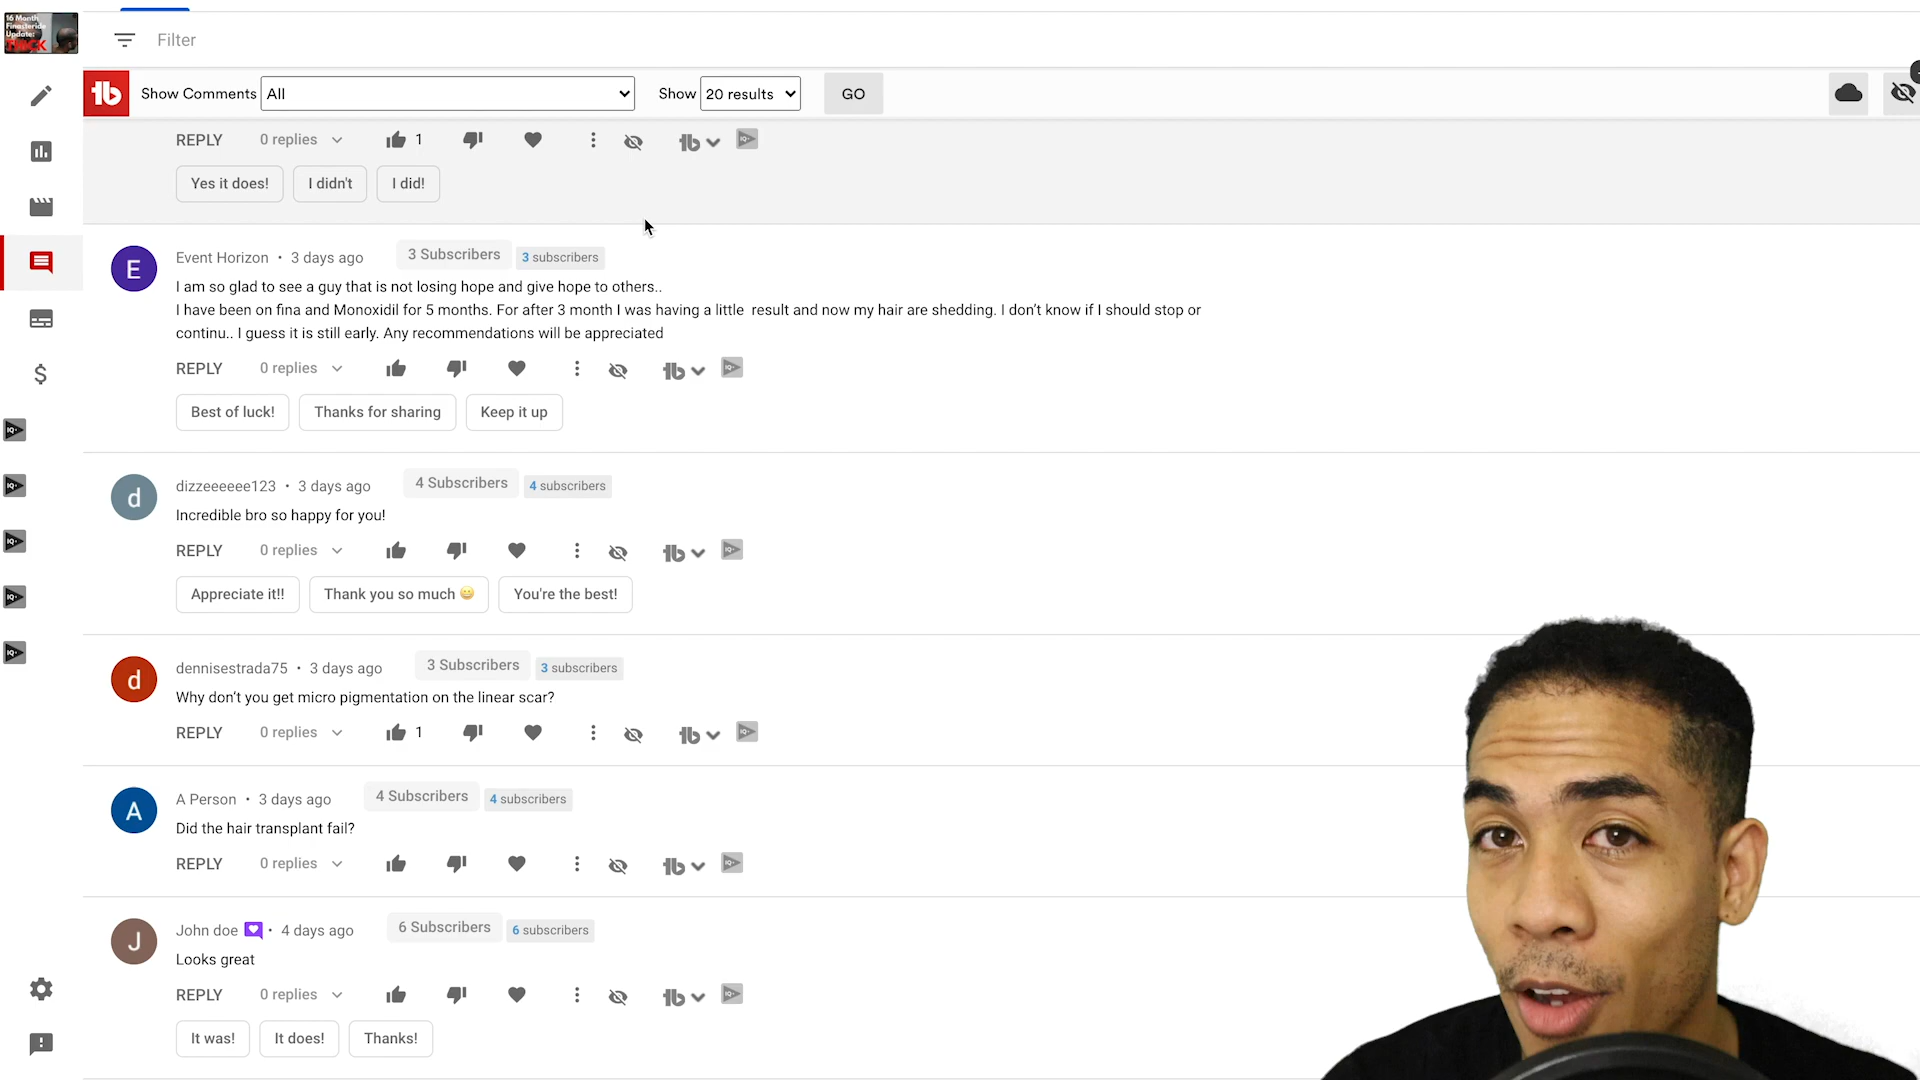 16 Month
Finasteride
Update:
TRICK
Filter
Show Comments All Show 20 results GO
REPLY 0 replies 1
Yes it does! I didn't I did!
E Event Horizon • 3 days ago 3 Subscribers 3 subscribers
I am so glad to see a guy that is not losing hope and give hope to others..
I have been on fina and Monoxidil for 5 months. For after 3 month I was having a little result and now my hair are shedding. I don’t know if I should stop or
continu.. I guess it is still early. Any recommendations will be appreciated
REPLY 0 replies
Best of luck! Thanks for sharing Keep it up
d dizzeeeeee123 • 3 days ago 4 Subscribers 4 subscribers
Incredible bro so happy for you!
REPLY 0 replies
Appreciate it!! Thank you so much 😄 You're the best!
d dennisestrada75 • 3 days ago 3 Subscribers 3 subscribers
Why don’t you get micro pigmentation on the linear scar?
REPLY 0 replies 1
A A Person • 3 days ago 4 Subscribers 4 subscribers
Did the hair transplant fail?
REPLY 0 replies
J John doe • 4 days ago 6 Subscribers 6 subscribers
Looks great
REPLY 0 replies
It was! It does! Thanks!